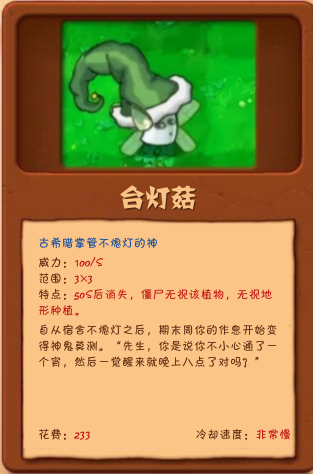 台灯菇
古希腊掌管不熄灯的神
威力：100/S
范围：3×3
特点：50S后消失，僵尸无视该植物，无视地
形种植。
自从宿舍不熄灯之后，期末周你的作息开始变
得神鬼莫测。“先生，你是说你不小心通了一
个宵，然后一觉醒来就晚上八点了对吗？”
花费：233
冷却速度：非常慢